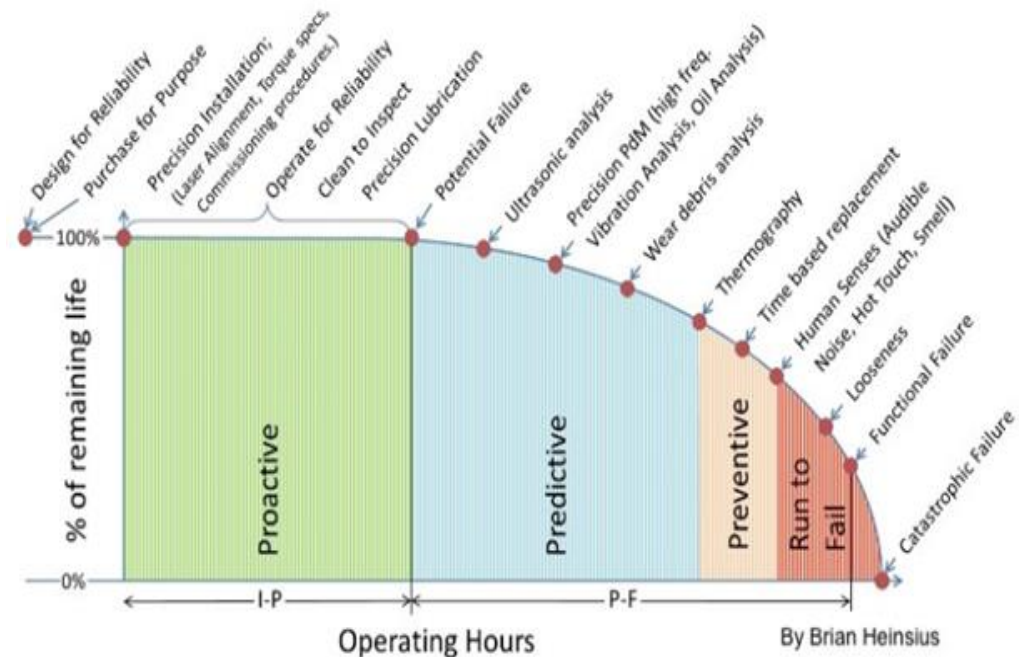 Design for Reliability
Purchase for Purpose
Precision Installation;
(Laser Alignment, Torque specs,
Commissioning procedures.)
Operate for Reliability
Clean to Inspect
Precision Lubrication
Potential Failure
Ultrasonic analysis
Precision PdM (high freq.
Vibration Analysis, Oil Analysis)
Wear debris analysis
Thermography
Time based replacement
Human Senses (Audible
Noise, Hot Touch, Smell)
Looseness
Functional Failure
Catastrophic Failure
100%
% of remaining life
0%
Proactive
Predictive
Preventive
Run to
Fail
I-P
P-F
Operating Hours
By Brian Heinsius